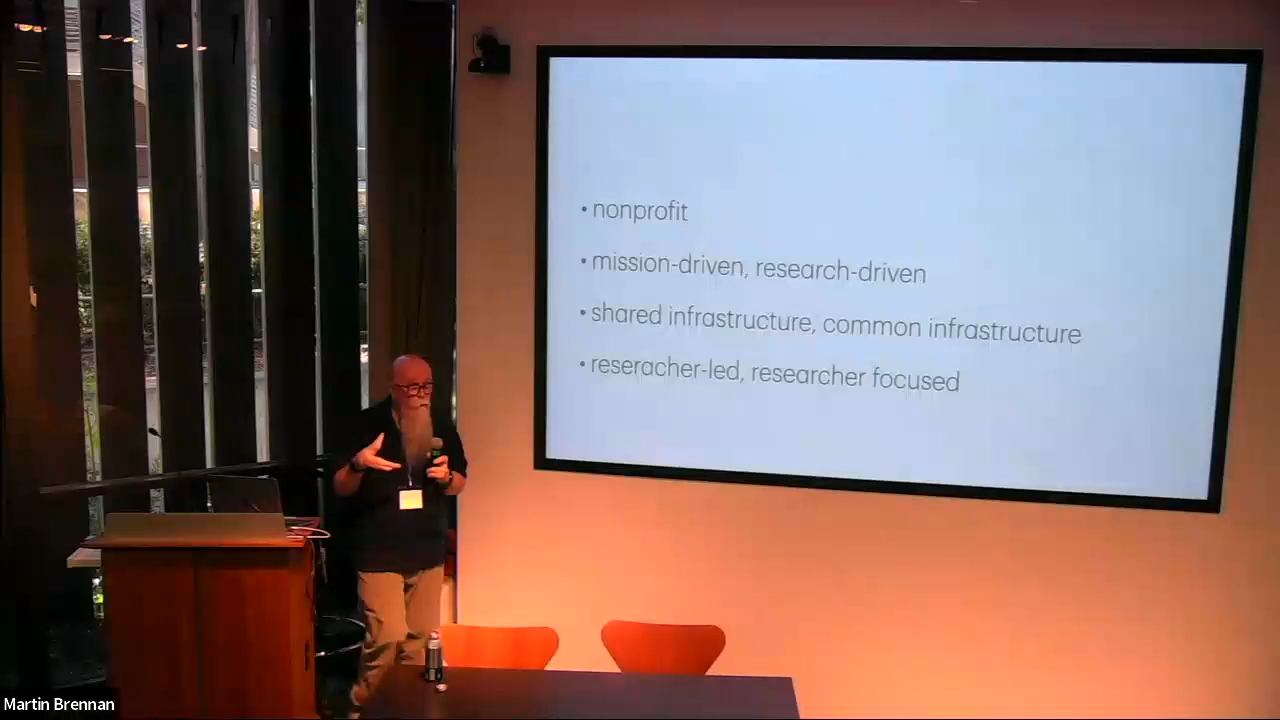 • nonprofit
• mission-driven, research-driven
• shared infrastructure, common infrastructure
• reseracher-led, researcher focused
Martin Brennan